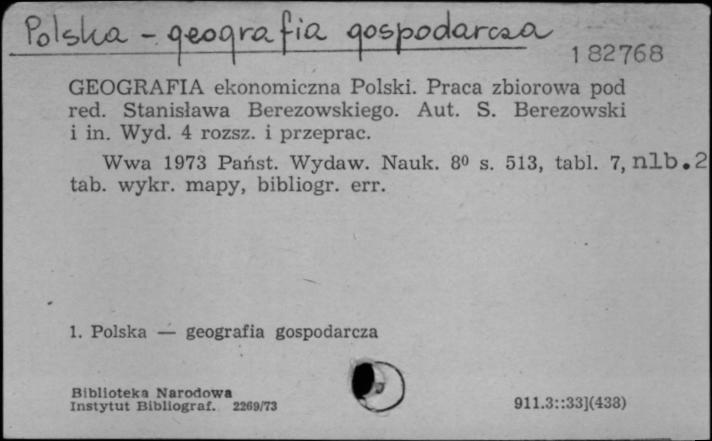 Polska - geografia gospodarcza
182768
GEOGRAFIA ekonomiczna Polski. Praca zbiorowa pod
red. Stanisława Berezowskiego. Aut. S. Berezowski
i in. Wyd. 4 rozsz. i przeprac.
Wwa 1973 Państ. Wydaw. Nauk. 8⁰ s. 513, tabl. 7, nlb.2
tab. wykr. mapy, bibliogr. err.
1. Polska — geografia gospodarcza
Biblioteka Narodowa
Instytut Bibliograf. 2269/73
911.3::33](438)